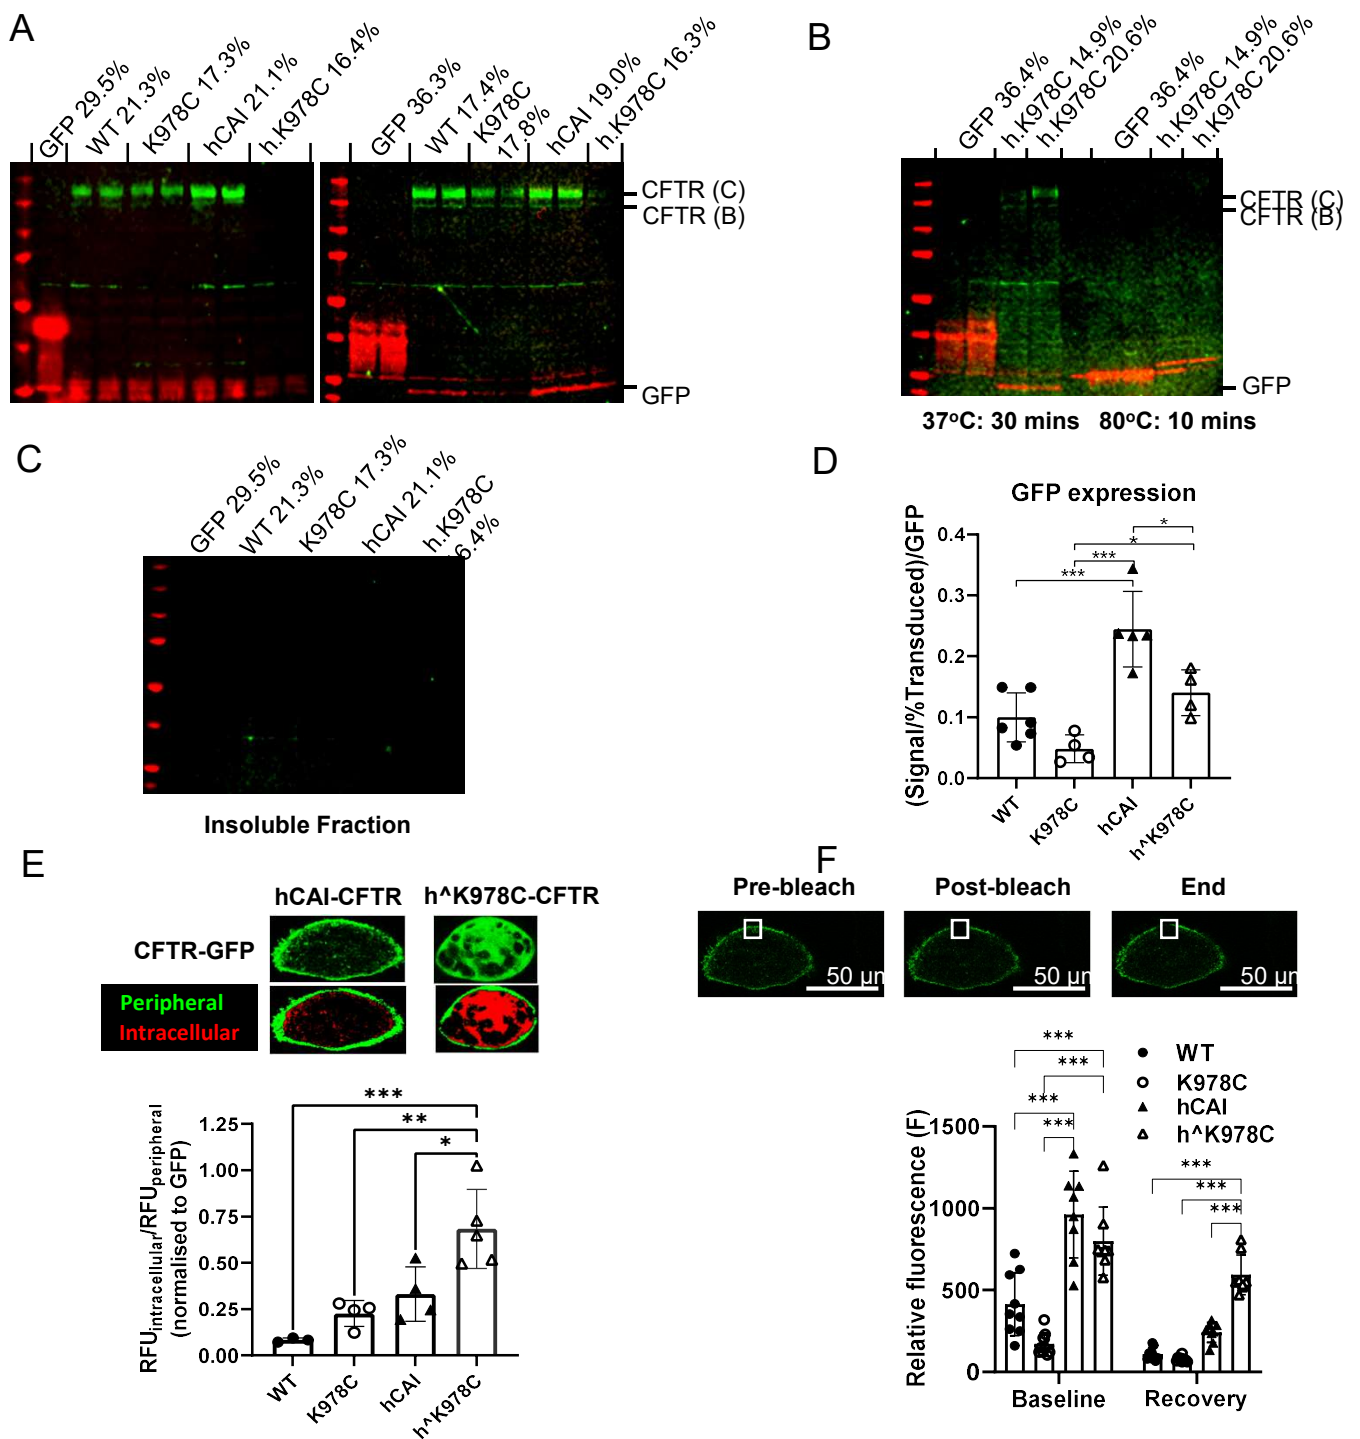 A
GFP 29.5%
WT 21.3%
K978C 17.3%
hCAI 21.1%
h.K978C 16.4%
GFP 36.3%
WT 17.4%
K978C
17.8%
hCAI 19.0%
h.K978C 16.3%
CFTR (C)
CFTR (B)
GFP
B
GFP 36.4%
h.K978C 14.9%
h.K978C 20.6%
GFP 36.4%
h.K978C 14.9%
h.K978C 20.6%
CFTR (C)
CFTR (B)
GFP
37ºC: 30 mins 80ºC: 10 mins
C
GFP 29.5%
WT 21.3%
K978C 17.3%
hCAI 21.1%
h.K978C
6.4%
Insoluble Fraction
D
GFP expression
(Signal/%Transduced)/GFP
0.4
0.3
0.2
0.1
0.0
*
*
***
***
WT
K978C
hCAI
h^K978C
E
hCAI-CFTR h^K978C-CFTR
CFTR-GFP
Peripheral
Intracellular
RFUintracellular/RFUperipheral
(normalised to GFP)
1.25
1.00
0.75
0.50
0.25
0.00
***
**
*
WT
K978C
hCAI
h^K978C
F
Pre-bleach Post-bleach End
50 μm
50 μm
50 μm
Relative fluorescence (F)
1500
1000
500
0
***
***
***
***
***
***
***
WT
K978C
hCAI
h^K978C
Baseline Recovery